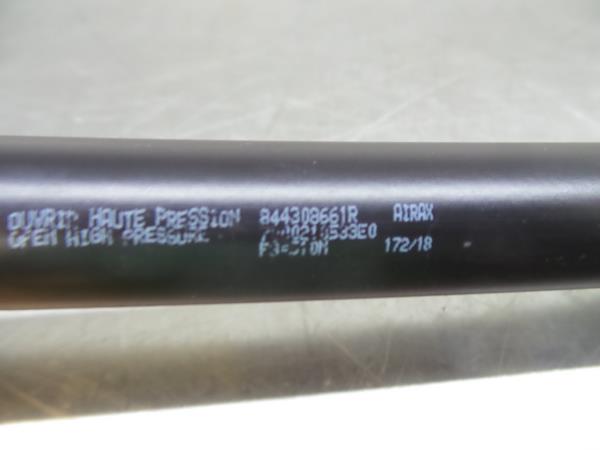 OUVRIR HAUTE PRESSION 844308661R AIRAX
OPEN HIGH PRESSURE
172/18